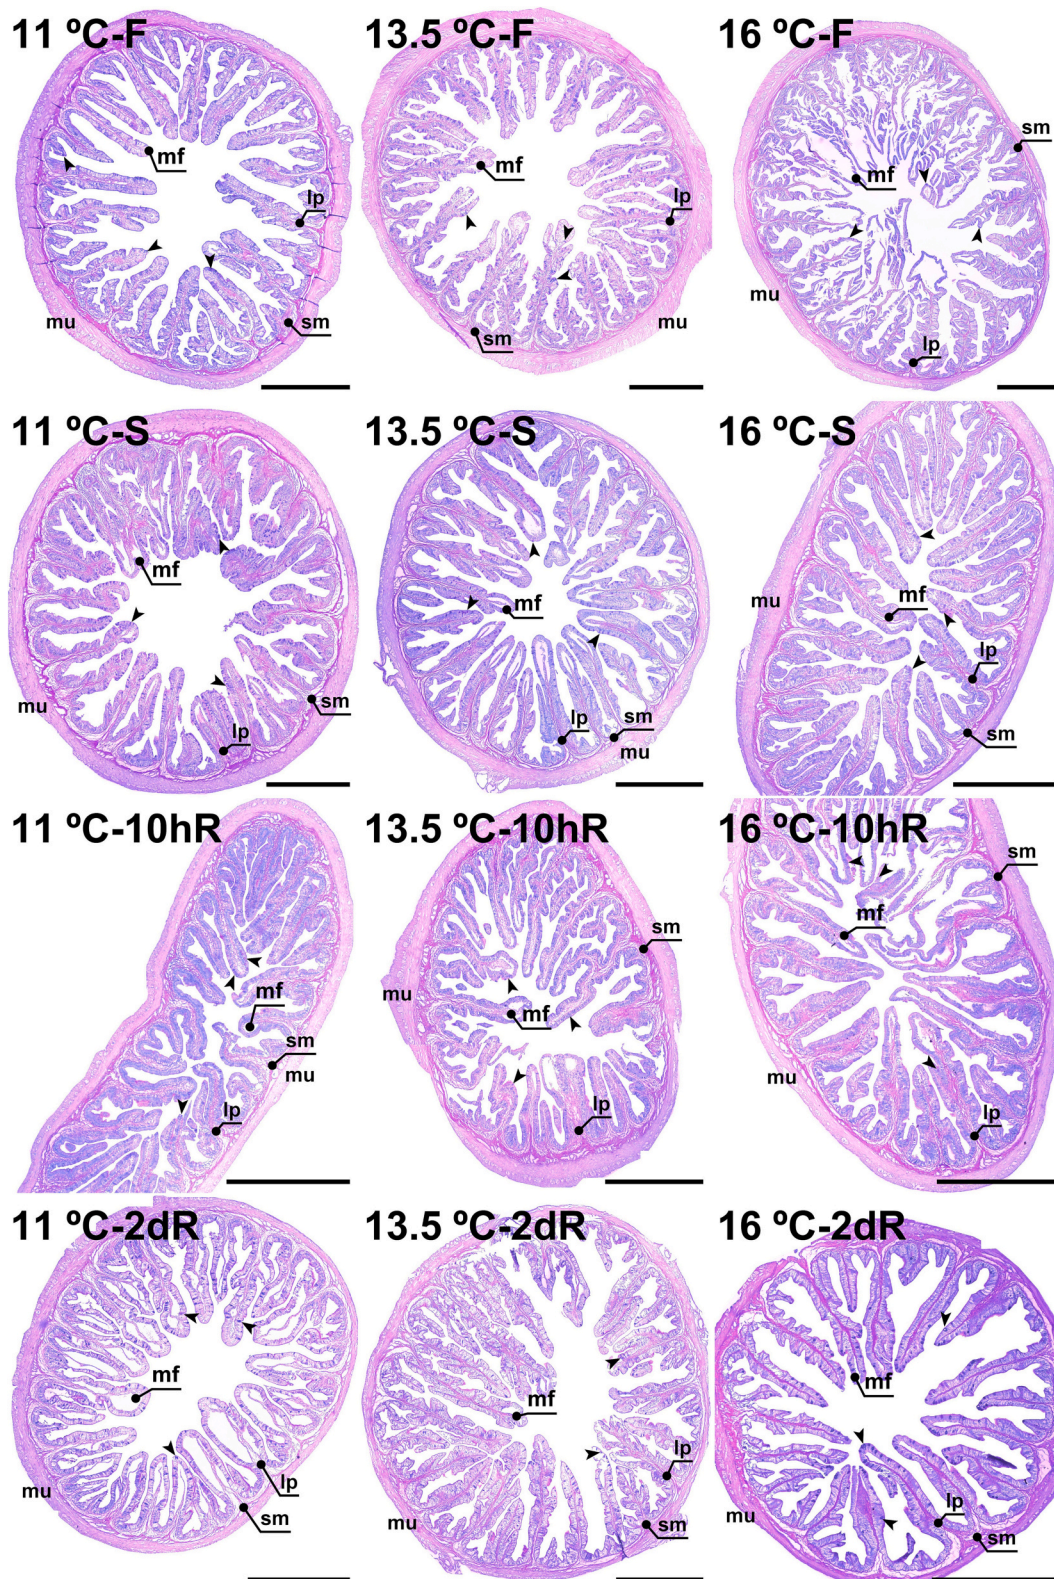 11 ºC-F
mf
lp
mu
sm
13.5 ºC-F
mf
lp
sm
mu
16 ºC-F
sm
mf
mu
lp
11 ºC-S
mf
mu
sm
lp
13.5 ºC-S
mf
lp
sm
mu
16 ºC-S
mu
mf
lp
sm
11 ºC-10hR
mf
sm
mu
lp
13.5 ºC-10hR
sm
mu
mf
lp
16 ºC-10hR
sm
mf
mu
lp
11 ºC-2dR
mf
lp
mu
sm
13.5 ºC-2dR
mf
lp
sm
mu
16 ºC-2dR
mf
lp
mu
sm